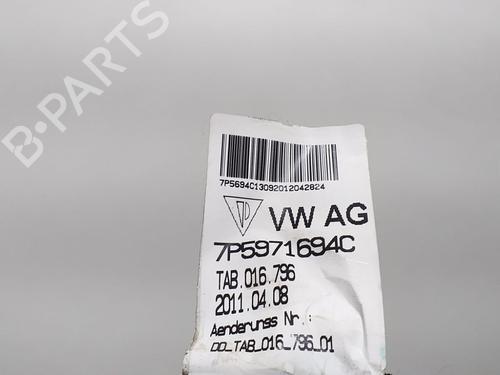 B-PARTS
7P5694C13092012042824
VW AG
7P5971694C
TAB.016.796
2011.04.08
Aenderungs Nr.:
DD_TAB_016_796_01